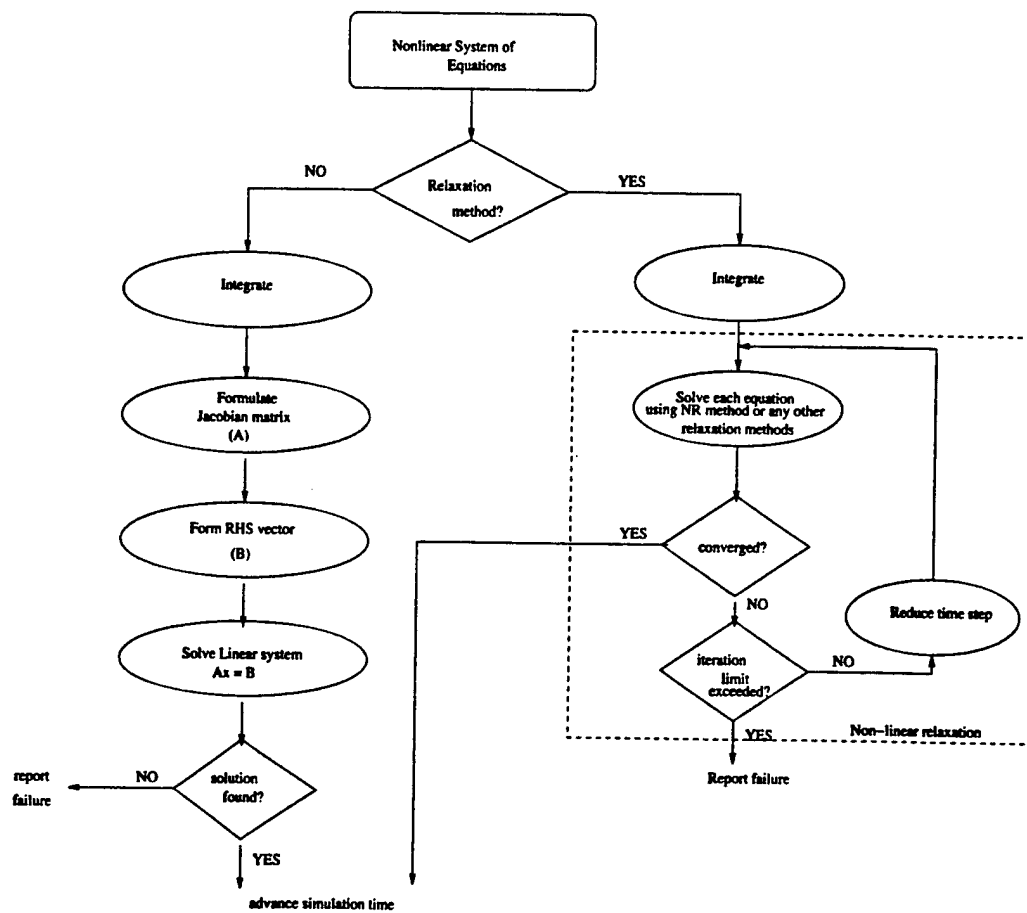 Nonlinear System of
Equations
NO
Relaxation
method?
YES
Integrate
Integrate
Formulate
Jacobian matrix
(A)
Solve each equation
using NR method or any other
relaxation methods
Form RHS vector
(B)
YES
converged?
NO
Reduce time step
Solve Linear system
Ax = B
iteration
limit
exceeded?
NO
YES
Non-linear relaxation
Report failure
report
failure
NO
solution
found?
YES
advance simulation time